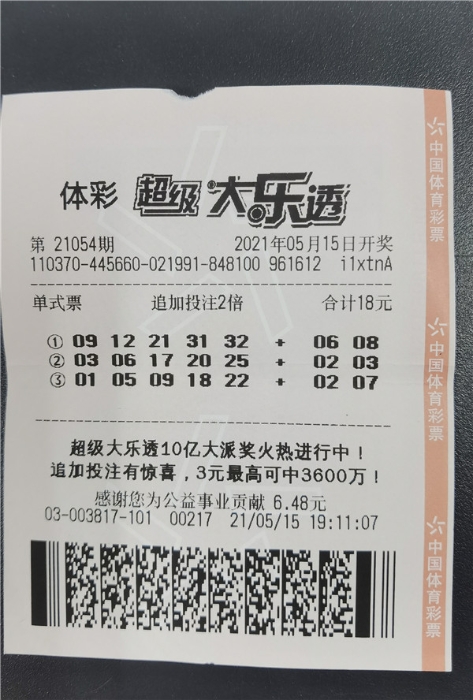 体彩 超级大乐透
第 21054期 2021年05月15日开奖
110370-445660-021991-848100 961612 i1xtnA
单式票 追加投注2倍 合计18元
① 09 12 21 31 32 + 06 08
② 03 06 17 20 25 + 02 03
③ 01 05 09 18 22 + 02 07
超级大乐透10亿大派奖火热进行中！
追加投注有惊喜，3元最高可中3600万！
感谢您为公益事业贡献 6.48元
03-003817-101 00217 21/05/15 19:11:07
中国体育彩票
中国体育彩票
中国体育彩票